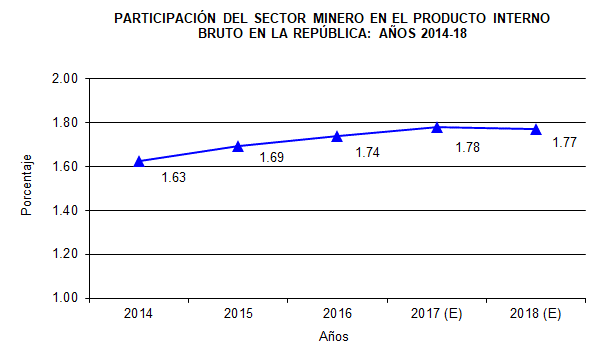 PARTICIPACIÓN DEL SECTOR MINERO EN EL PRODUCTO INTERNO
BRUTO EN LA REPÚBLICA: AÑOS 2014-18
2.00
1.80
1.60
1.40
1.20
1.00
Porcentaje
1.63
1.69
1.74
1.78
1.77
2014
2015
2016
2017 (E)
2018 (E)
Años